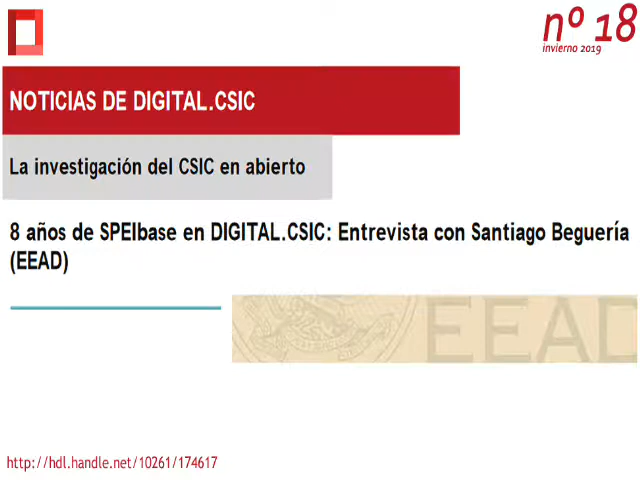 nº 18
invierno 2019
NOTICIAS DE DIGITAL.CSIC
La investigación del CSIC en abierto
8 años de SPEIbase en DIGITAL.CSIC: Entrevista con Santiago Beguería
(EEAD)
EEAD
http://hdl.handle.net/10261/174617